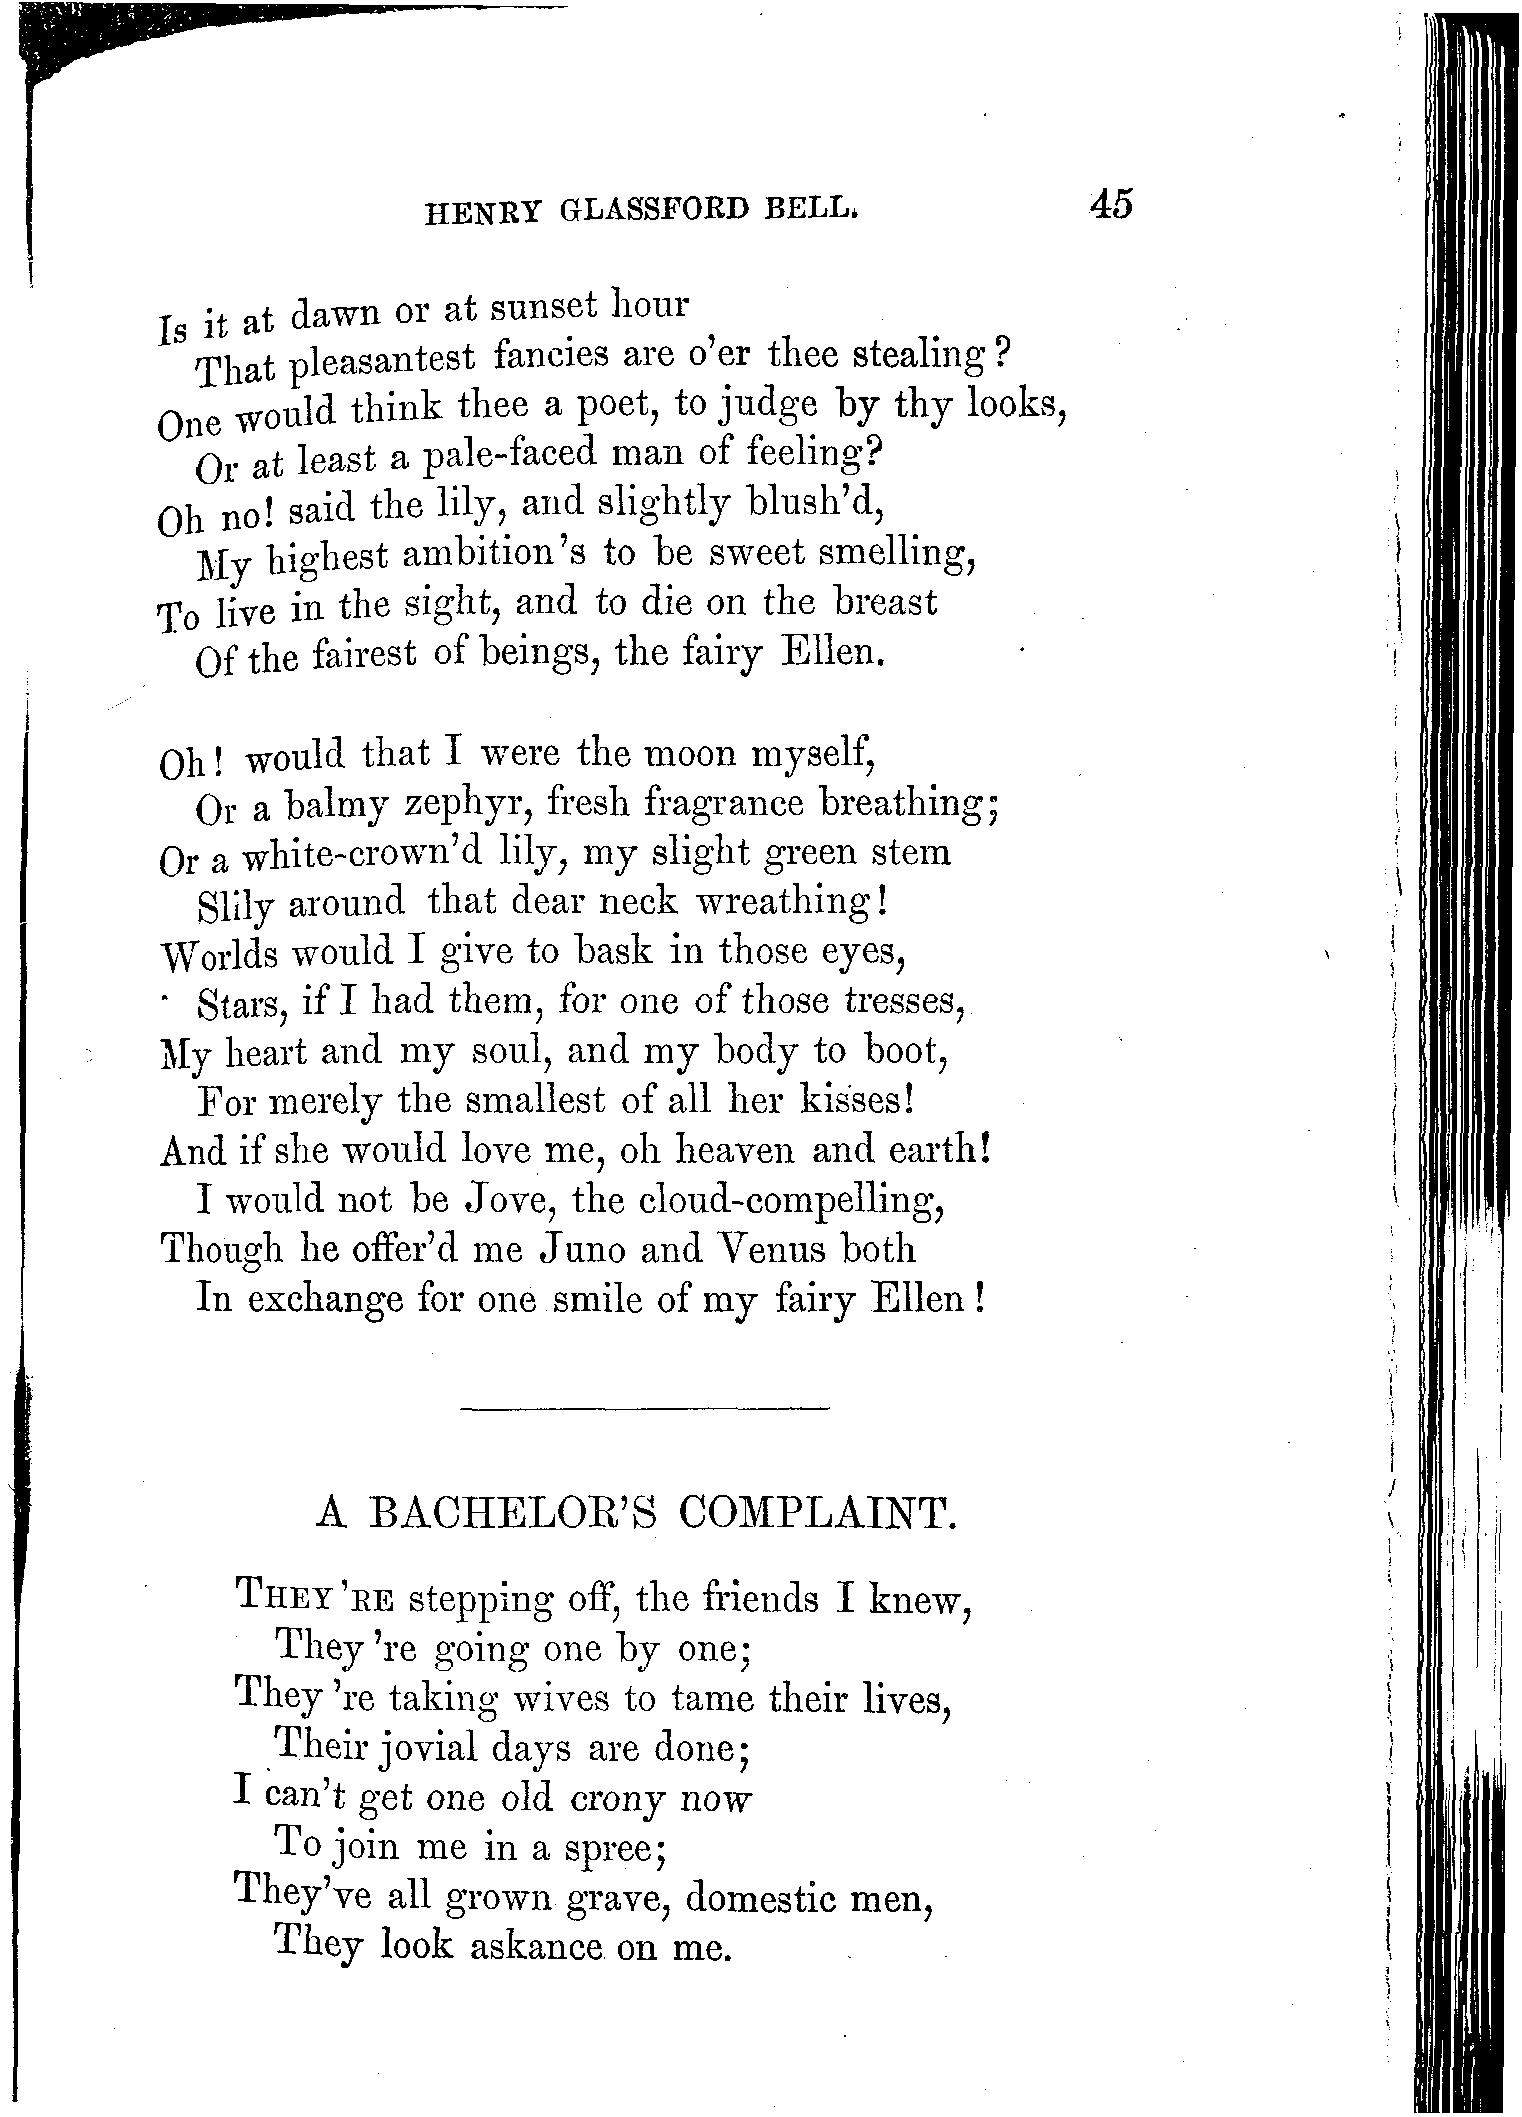 HENRY GLASSFORD BELL. 45
Is it at dawn or at sunset hour
That pleasantest fancies are o'er thee stealing?
One would think thee a poet, to judge by thy looks,
Or at least a pale-faced man of feeling?
Oh no! said the lily, and slightly blush'd,
My highest ambition's to be sweet smelling,
To live in the sight, and to die on the breast
Of the fairest of beings, the fairy Ellen.
Oh! would that I were the moon myself,
Or a balmy zephyr, fresh fragrance breathing;
Or a white-crown'd lily, my slight green stem
Slily around that dear neck wreathing!
Worlds would I give to bask in those eyes,
Stars, if I had them, for one of those tresses,
My heart and my soul, and my body to boot,
For merely the smallest of all her kisses!
And if she would love me, oh heaven and earth!
I would not be Jove, the cloud-compelling,
Though he offer'd me Juno and Venus both
In exchange for one smile of my fairy Ellen!
A BACHELOR'S COMPLAINT.
THEY 'RE stepping off, the friends I knew,
They 're going one by one;
They 're taking wives to tame their lives,
Their jovial days are done;
I can't get one old crony now
To join me in a spree;
They've all grown grave, domestic men,
They look askance on me.